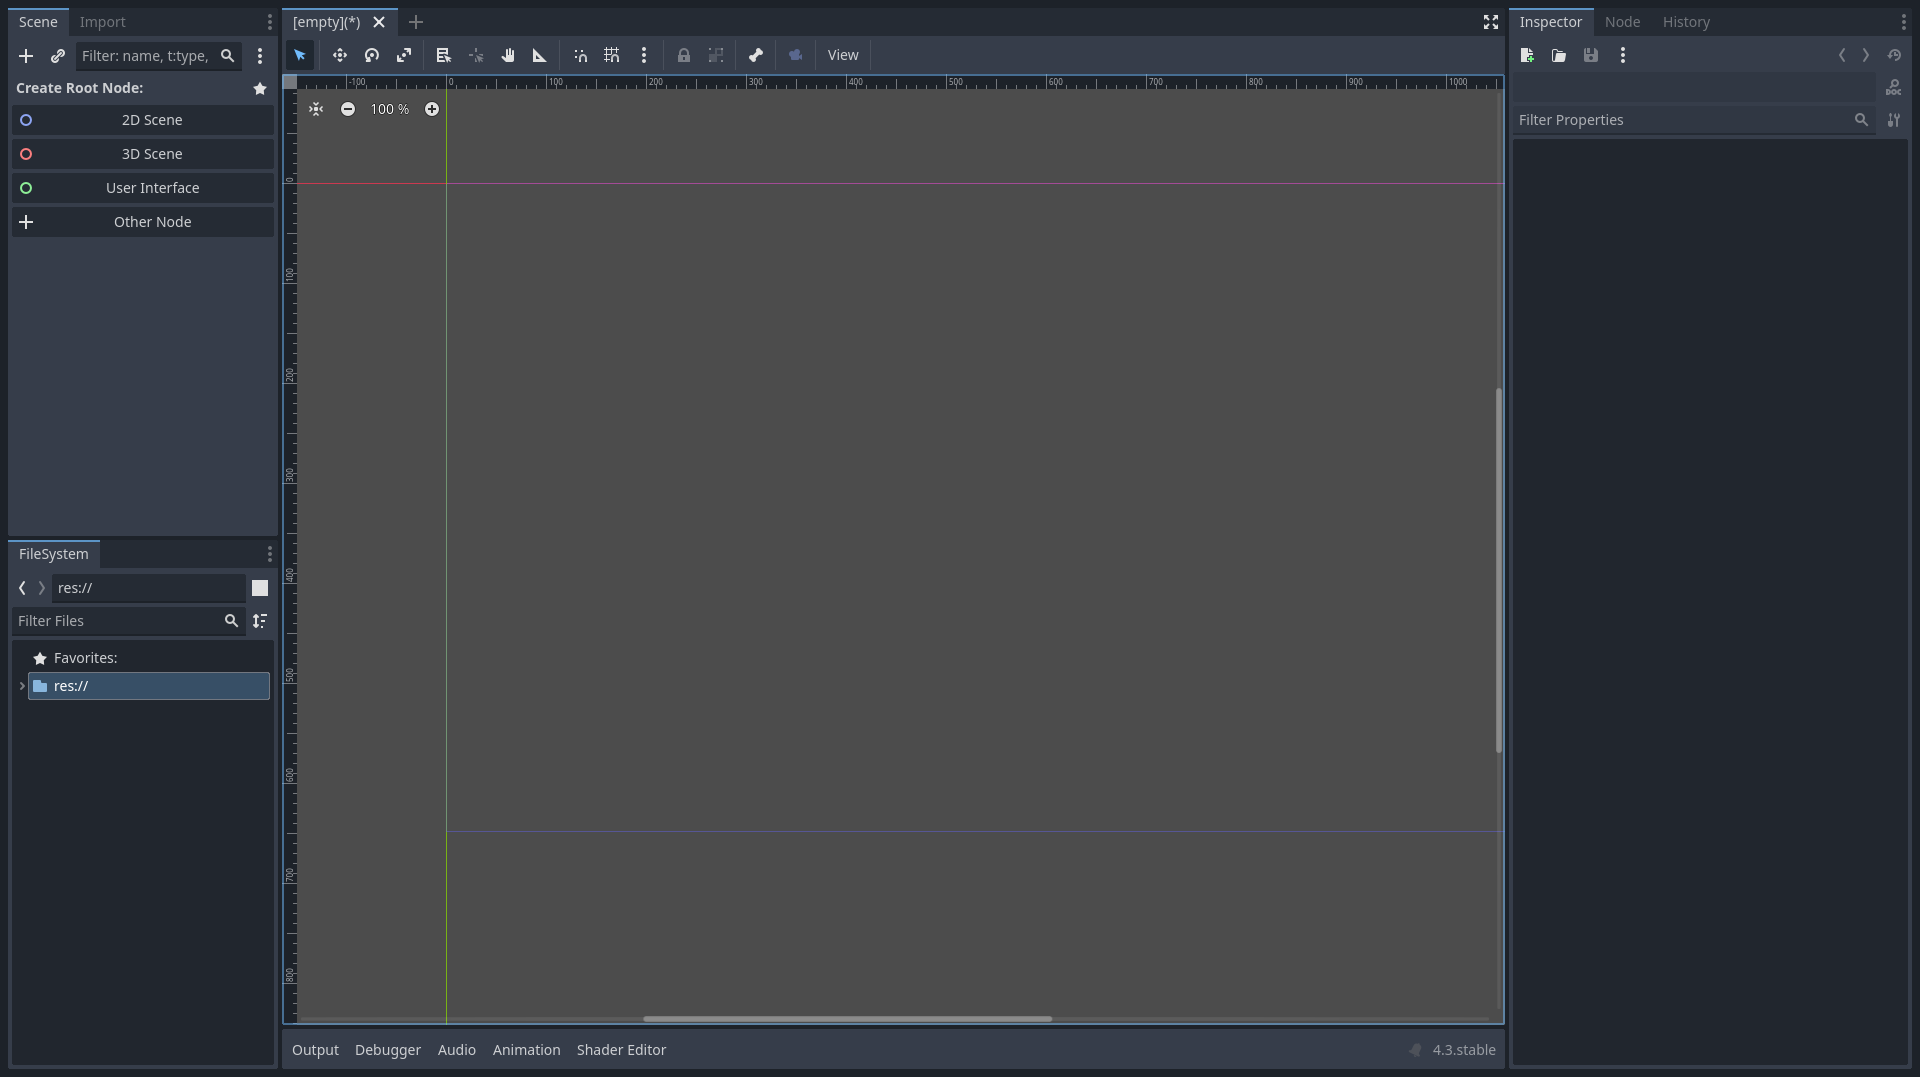 Scene Import
Filter: name, t:type,
Create Root Node:
2D Scene
3D Scene
User Interface
Other Node
FileSystem
res://
Filter Files
Favorites:
res://
[empty](*)
View
-100 0 100 200 300 400 500 600 700 800 900 1000
100 %
0
100
200
300
400
500
600
700
800
Output Debugger Audio Animation Shader Editor 4.3.stable
Inspector Node History
DOC
Filter Properties